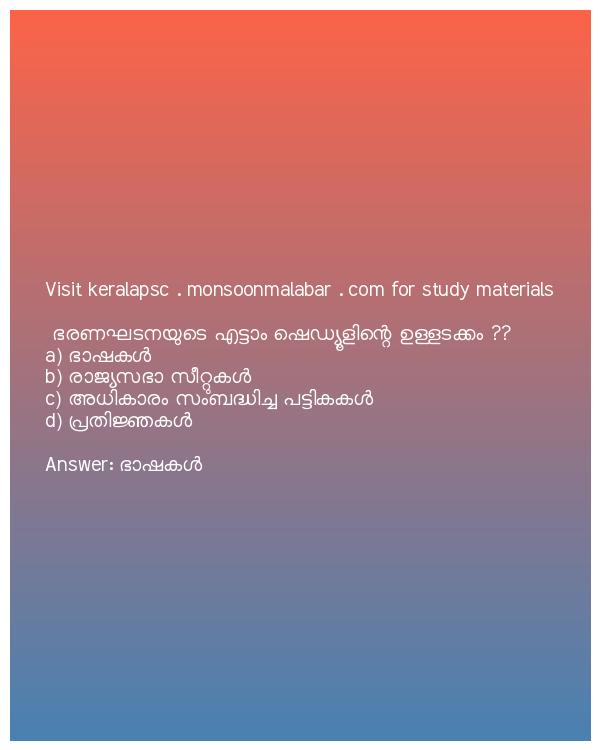 Visit keralapsc . monsoonmalabar . com for study materials
ഭരണഘടനയുടെ എട്ടാം ഷെഡ്യൂളിന്റെ ഉള്ളടക്കം ??
a) ഭാഷകൾ
b) രാജ്യസഭാ സീറ്റുകൾ
c) അധികാരം സംബദ്ധിച്ച പട്ടികകൾ
d) പ്രതിജ്ഞകൾ
Answer: ഭാഷകൾ